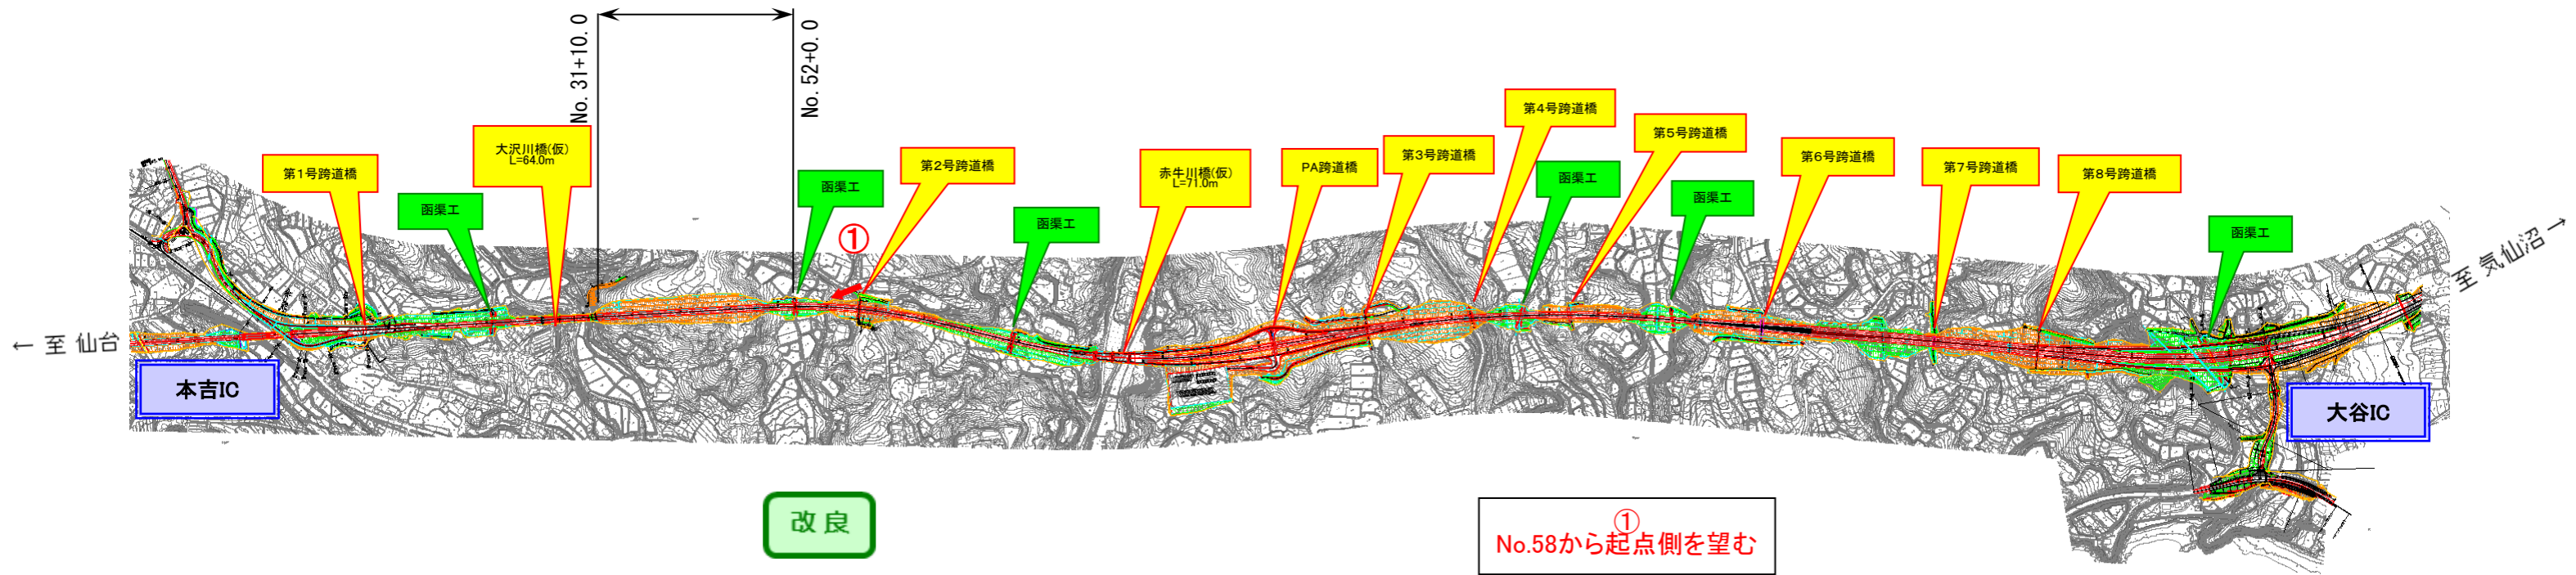 No. 31+10. 0
No. 52+0. 0
第1号跨道橋
函渠工
大沢川橋(仮)
L=64.0m
函渠工
①
第2号跨道橋
函渠工
赤牛川橋(仮)
L=71.0m
PA跨道橋
第3号跨道橋
第4号跨道橋
函渠工
第5号跨道橋
函渠工
第6号跨道橋
第7号跨道橋
第8号跨道橋
函渠工
至 気仙沼 →
← 至 仙台
本吉IC
大谷IC
改良
①
No.58から起点側を望む